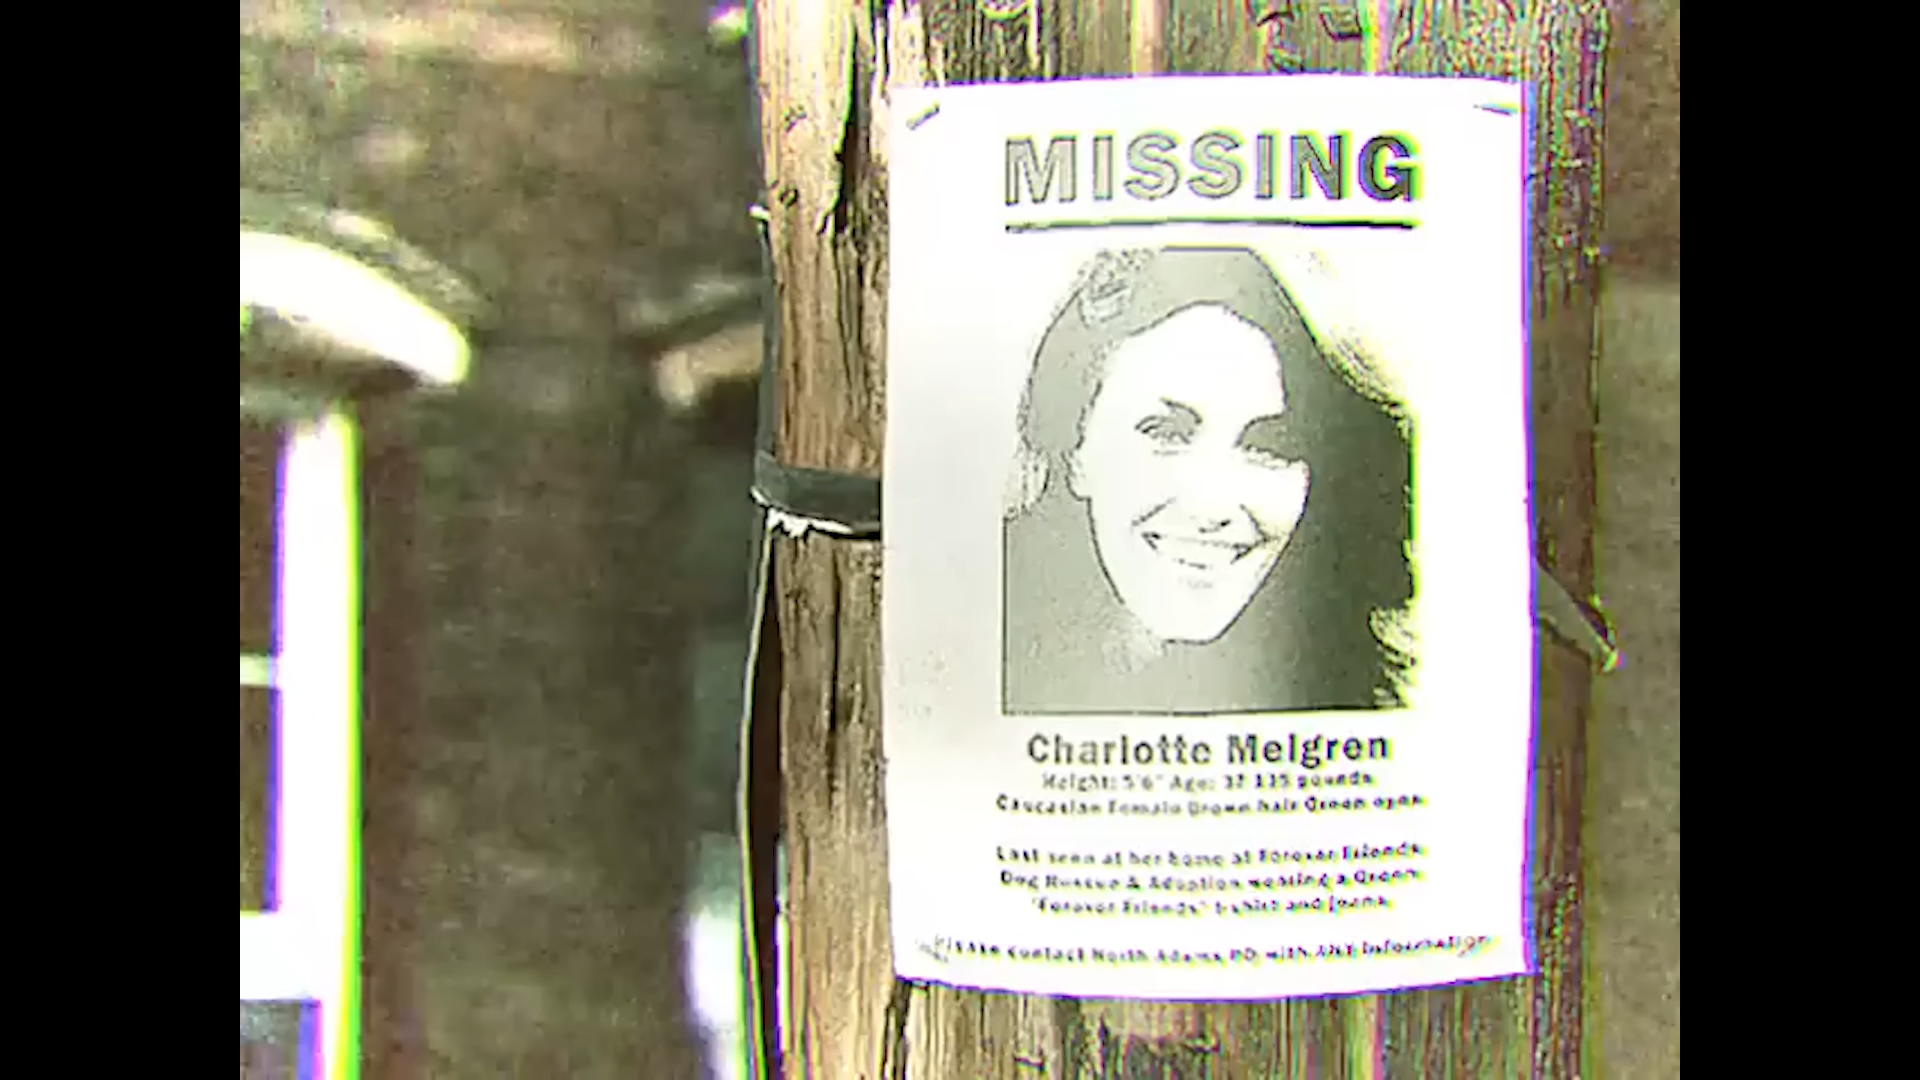 MISSING
Charlotte Melgren
Height: 5'6" Age: 37 135 pounds
Caucasian Female Brown hair Green eyes
Last seen at her home at Forever Friends
Dog Rescue & Adoption wearing a Green
"Forever Friends" t-shirt and jeans.
Please contact North Adams PD with ANY information